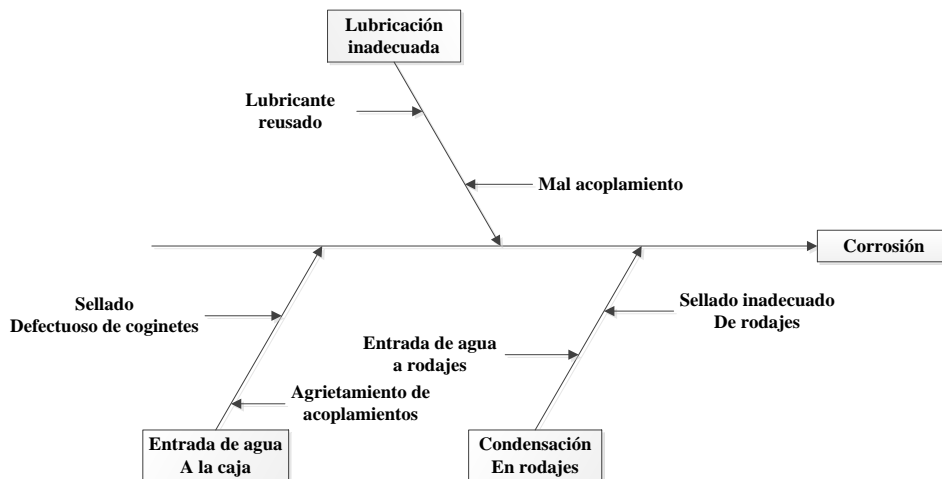 Lubricación
inadecuada
Lubricante
reusado
Mal acoplamiento
Corrosión
Sellado
Defectuoso de coginetes
Sellado inadecuado
De rodajes
Entrada de agua
a rodajes
Agrietamiento de
acoplamientos
Entrada de agua
A la caja
Condensación
En rodajes